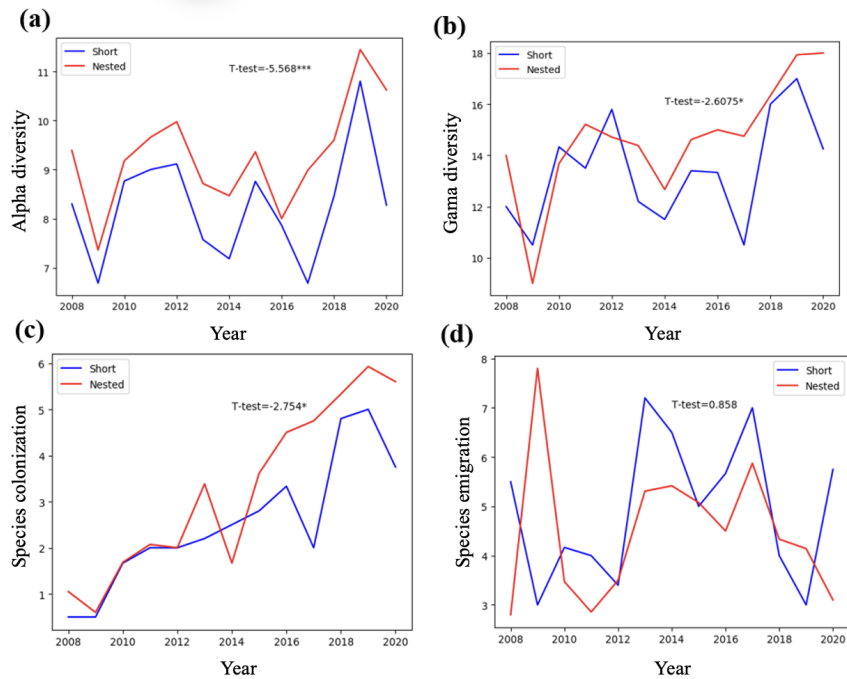 (a)
Short
Nested
T-test=-5.568***
11
10
9
8
7
Alpha diversity
2008 2010 2012 2014 2016 2018 2020
Year
(b)
Short
Nested
T-test=-2.6075*
18
16
14
12
10
Gama diversity
2008 2010 2012 2014 2016 2018 2020
Year
(c)
Short
Nested
T-test=-2.754*
6
5
4
3
2
1
Species colonization
2008 2010 2012 2014 2016 2018 2020
Year
(d)
Short
Nested
T-test=0.858
8
7
6
5
4
3
Species emigration
2008 2010 2012 2014 2016 2018 2020
Year